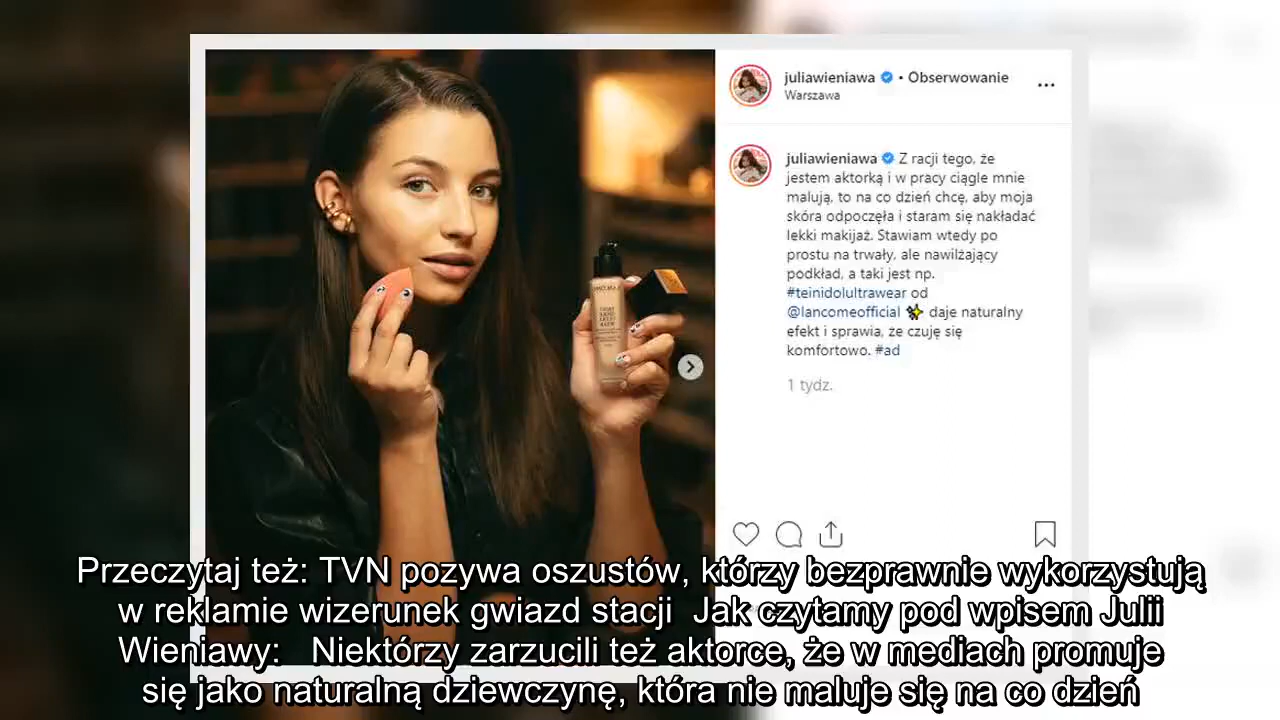 juliawieniawa • Obserwowanie
Warszawa
juliawieniawa Z racji tego, że
jestem aktorką i w pracy ciągle mnie
malują, to na co dzień chcę, aby moja
skóra odpoczęła i staram się nakładać
lekki makijaż. Stawiam wtedy po
prostu na trwały, ale nawilżający
podkład, a taki jest np.
#teinidolultrawear od
@lancomeofficial ✨ daje naturalny
efekt i sprawia, że czuję się
komfortowo. #ad
1 tydz.
Przeczytaj też: TVN pozywa oszustów, którzy bezprawnie wykorzystują
w reklamie wizerunek gwiazd stacji Jak czytamy pod wpisem Julii
Wieniawy: Niektórzy zarzucili też aktorce, że w mediach promuje
się jako naturalną dziewczynę, która nie maluje się na co dzień